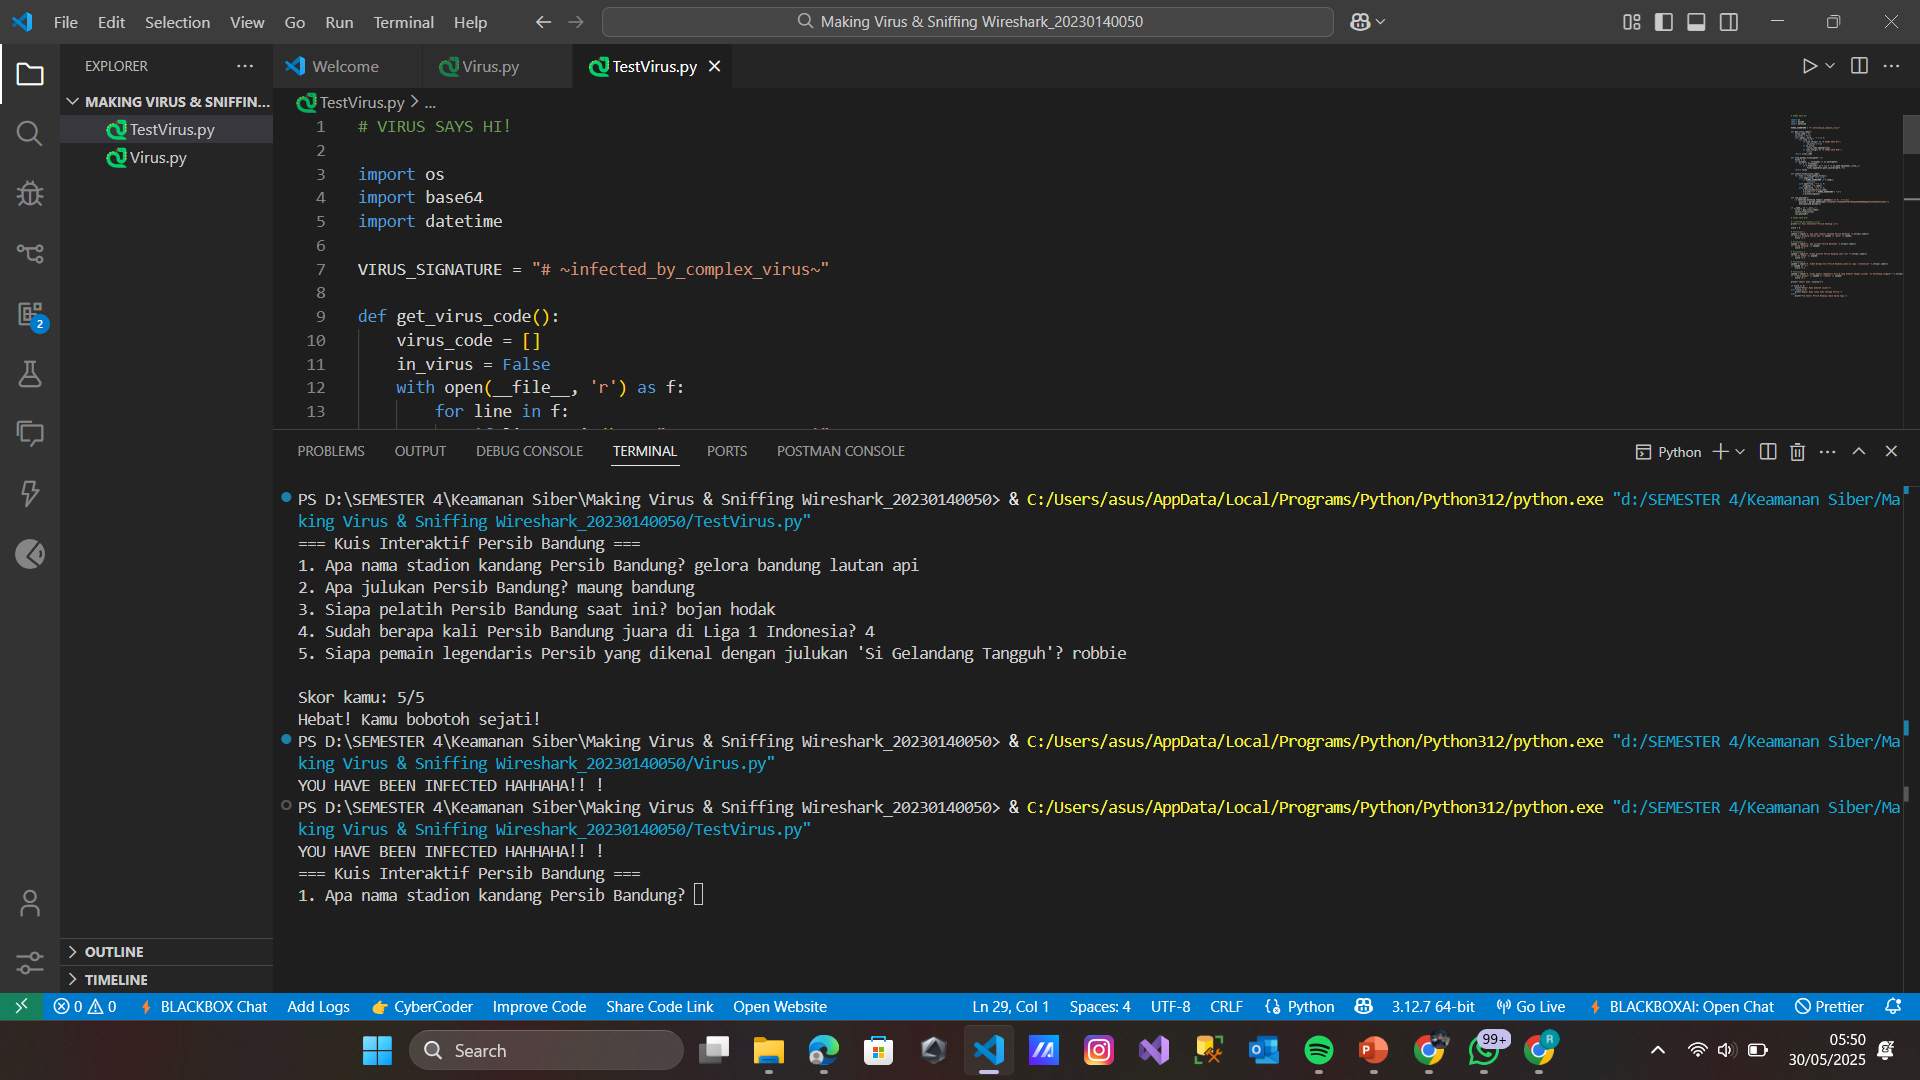 File Edit Selection View Go Run Terminal Help
Making Virus & Sniffing Wireshark_20230140050
EXPLORER
Welcome
Virus.py
TestVirus.py
MAKING VIRUS & SNIFFIN...
TestVirus.py
Virus.py
2
TestVirus.py > ...
1 # VIRUS SAYS HI!
2
3 import os
4 import base64
5 import datetime
6
7 VIRUS_SIGNATURE = "# ~infected_by_complex_virus~"
8
9 def get_virus_code():
10 virus_code = []
11 in_virus = False
12 with open(__file__, 'r') as f:
13 for line in f:
PROBLEMS OUTPUT DEBUG CONSOLE TERMINAL PORTS POSTMAN CONSOLE
Python
PS D:\SEMESTER 4\Keamanan Siber\Making Virus & Sniffing Wireshark_20230140050> & C:/Users/asus/AppData/Local/Programs/Python/Python312/python.exe "d:/SEMESTER 4/Keamanan Siber/Ma
king Virus & Sniffing Wireshark_20230140050/TestVirus.py"
=== Kuis Interaktif Persib Bandung ===
1. Apa nama stadion kandang Persib Bandung? gelora bandung lautan api
2. Apa julukan Persib Bandung? maung bandung
3. Siapa pelatih Persib Bandung saat ini? bojan hodak
4. Sudah berapa kali Persib Bandung juara di Liga 1 Indonesia? 4
5. Siapa pemain legendaris Persib yang dikenal dengan julukan 'Si Gelandang Tangguh'? robbie
Skor kamu: 5/5
Hebat! Kamu bobotoh sejati!
PS D:\SEMESTER 4\Keamanan Siber\Making Virus & Sniffing Wireshark_20230140050> & C:/Users/asus/AppData/Local/Programs/Python/Python312/python.exe "d:/SEMESTER 4/Keamanan Siber/Ma
king Virus & Sniffing Wireshark_20230140050/Virus.py"
YOU HAVE BEEN INFECTED HAHHAHA!! !
PS D:\SEMESTER 4\Keamanan Siber\Making Virus & Sniffing Wireshark_20230140050> & C:/Users/asus/AppData/Local/Programs/Python/Python312/python.exe "d:/SEMESTER 4/Keamanan Siber/Ma
king Virus & Sniffing Wireshark_20230140050/TestVirus.py"
YOU HAVE BEEN INFECTED HAHHAHA!! !
=== Kuis Interaktif Persib Bandung ===
1. Apa nama stadion kandang Persib Bandung?
OUTLINE
TIMELINE
0 0 BLACKBOX Chat Add Logs CyberCoder Improve Code Share Code Link Open Website Ln 29, Col 1 Spaces: 4 UTF-8 CRLF Python 3.12.7 64-bit Go Live BLACKBOXAI: Open Chat Prettier
Search
99+
R
05:50
30/05/2025